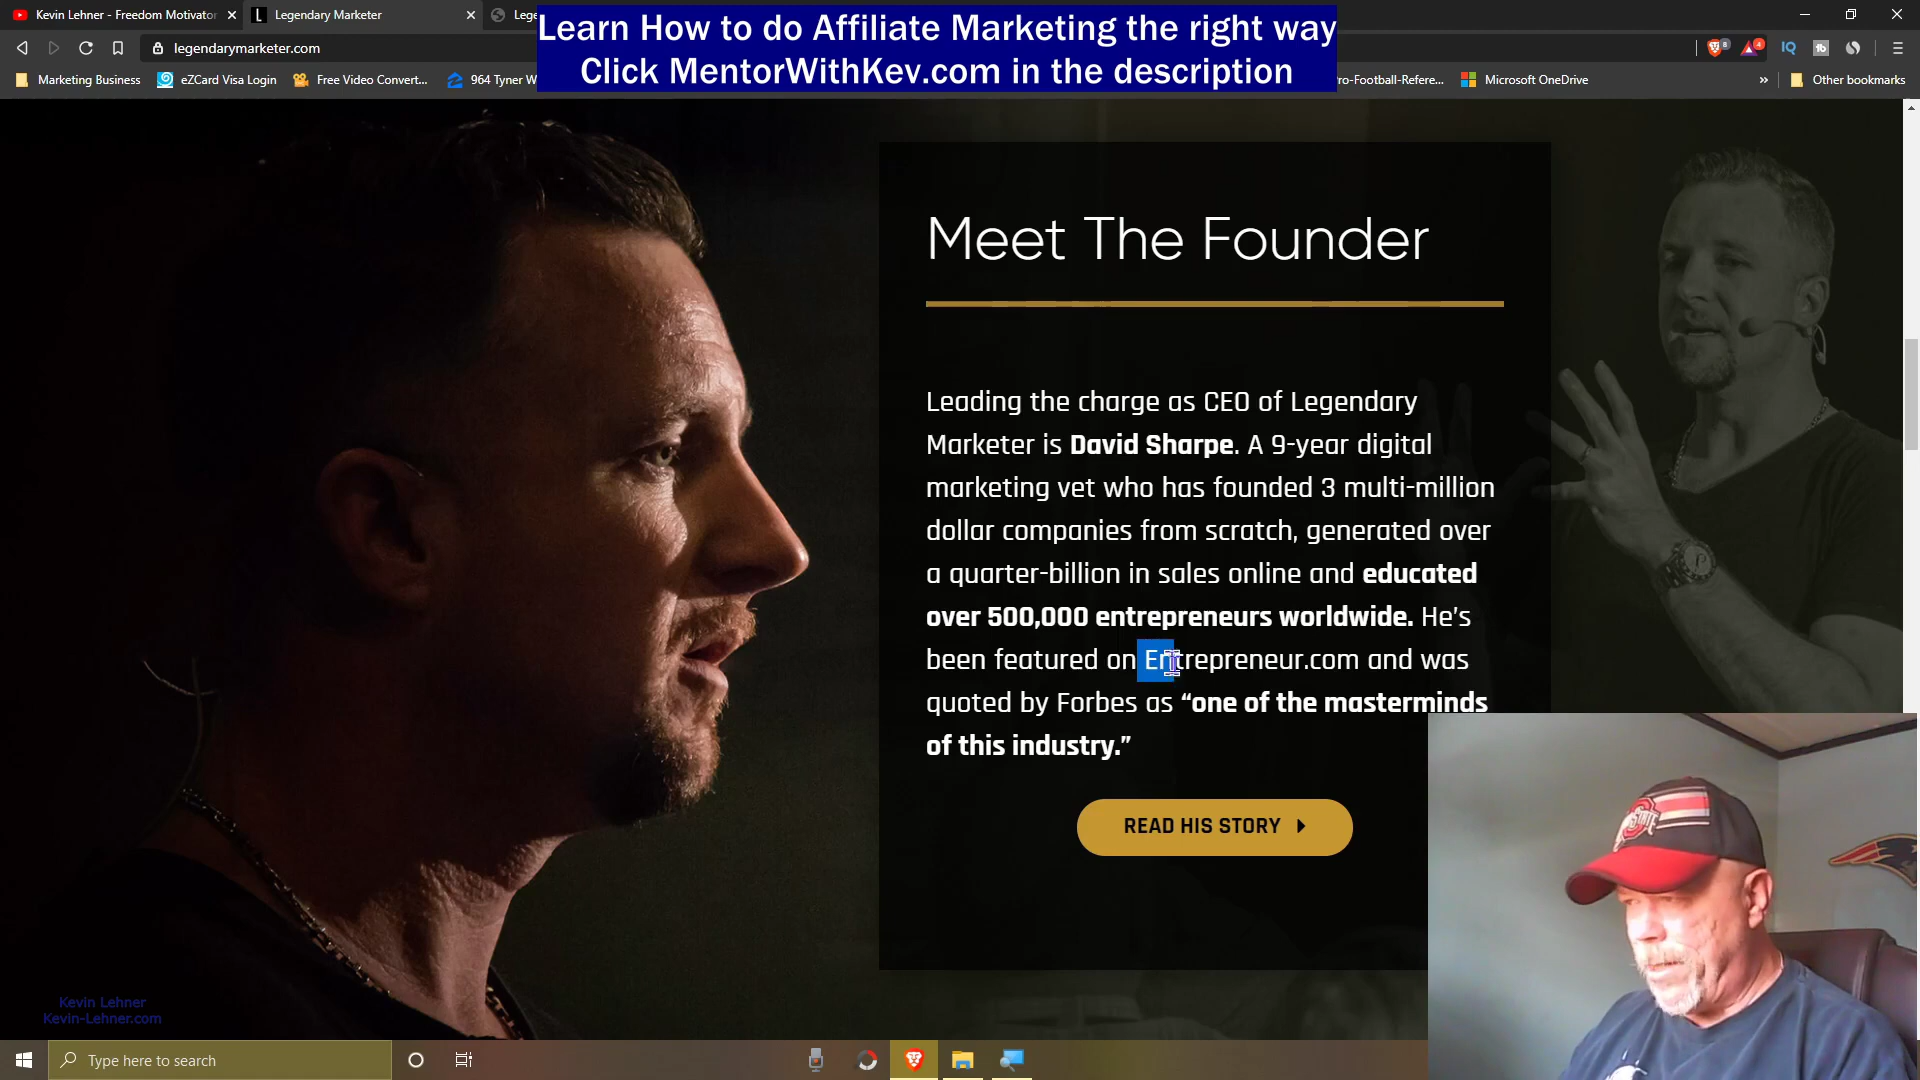 Kevin Lehner - Freedom Motivator
Legendary Marketer
Lege
Learn How to do Affiliate Marketing the right way
Click MentorWithKev.com in the description
legendarymarketer.com
8
4
IQ
Marketing Business
eZCard Visa Login
Free Video Convert...
964 Tyner W
Pro-Football-Refere...
Microsoft OneDrive
»
Other bookmarks
Meet The Founder
Leading the charge as CEO of Legendary
Marketer is David Sharpe. A 9-year digital
marketing vet who has founded 3 multi-million
dollar companies from scratch, generated over
a quarter-billion in sales online and educated
over 500,000 entrepreneurs worldwide. He's
been featured on Entrepreneur.com and was
quoted by Forbes as “one of the masterminds
of this industry.”
READ HIS STORY
Kevin Lehner
Kevin-Lehner.com
Type here to search